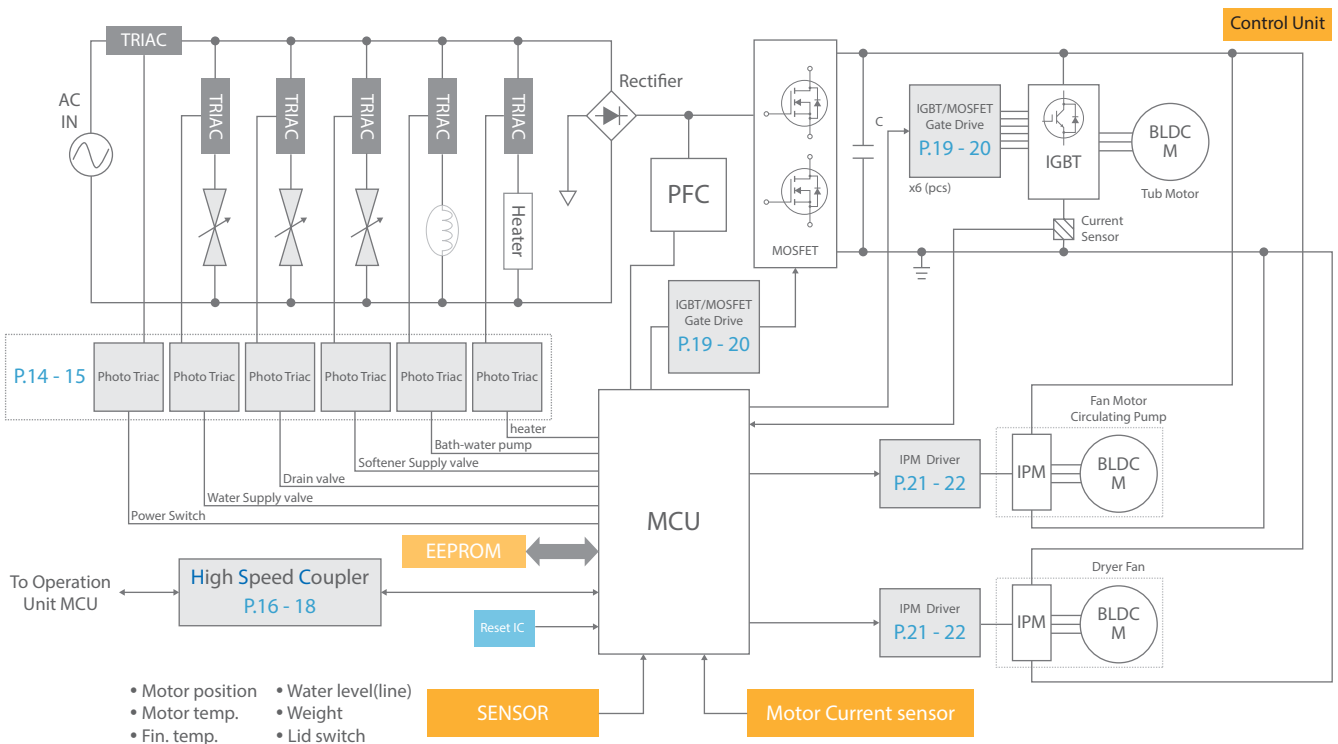 Control Unit
TRIAC
AC
IN
TRIAC
TRIAC
TRIAC
TRIAC
TRIAC
Heater
Rectifier
PFC
MOSFET
C
IGBT/MOSFET
Gate Drive
P.19 - 20
x6 (pcs)
IGBT
BLDC
M
Tub Motor
Current
Sensor
IGBT/MOSFET
Gate Drive
P.19 - 20
P.14 - 15
Photo Triac
Photo Triac
Photo Triac
Photo Triac
Photo Triac
Photo Triac
heater
Bath-water pump
Softener Supply valve
Drain valve
Water Supply valve
Power Switch
MCU
Fan Motor
Circulating Pump
IPM Driver
P.21 - 22
IPM
BLDC
M
EEPROM
To Operation
Unit MCU
High Speed Coupler
P.16 - 18
Reset IC
Dryer Fan
IPM Driver
P.21 - 22
IPM
BLDC
M
• Motor position
• Motor temp.
• Fin. temp.
• Water level(line)
• Weight
• Lid switch
SENSOR
Motor Current sensor